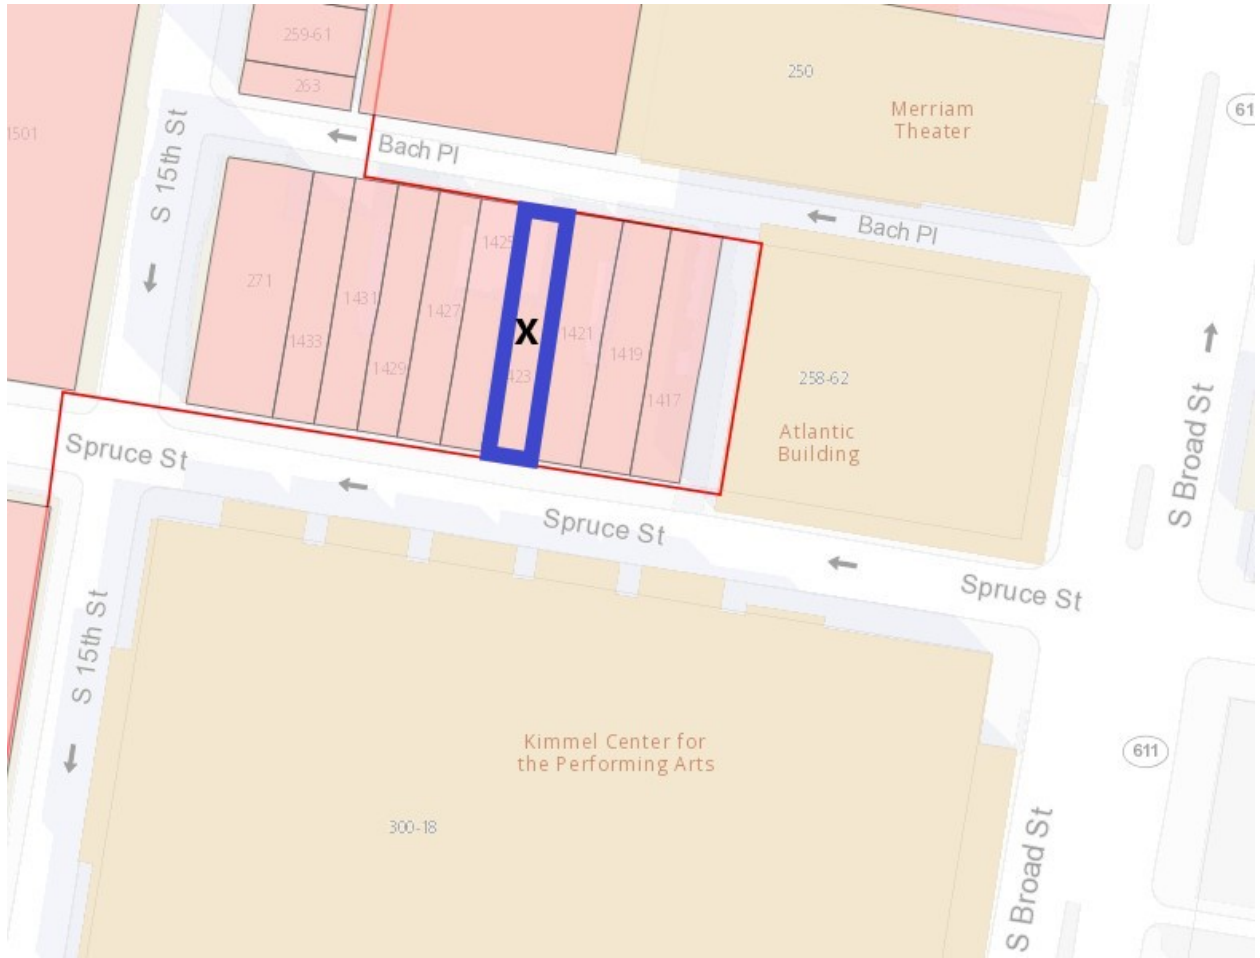 259-61
263
250
Merriam
Theater
61
1501
S 15th St
Bach Pl
Bach Pl
1425
271
1431
1427
X
1421
1433
1419
1429
423
1417
258-62
Atlantic
Building
S Broad St
Spruce St
Spruce St
Spruce St
S 15th St
Kimmel Center for
the Performing Arts
611
300-18
S Broad St